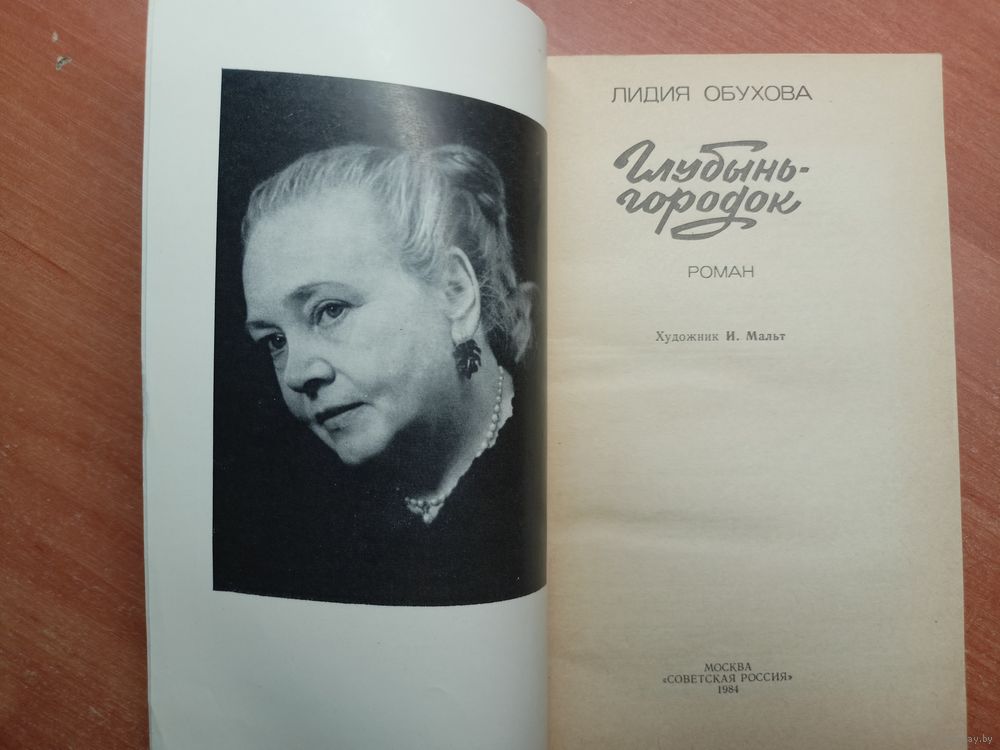 ЛИДИЯ ОБУХОВА
Глубынь-
городок
РОМАН
Художник И. Мальт
МОСКВА
«СОВЕТСКАЯ РОССИЯ»
1984